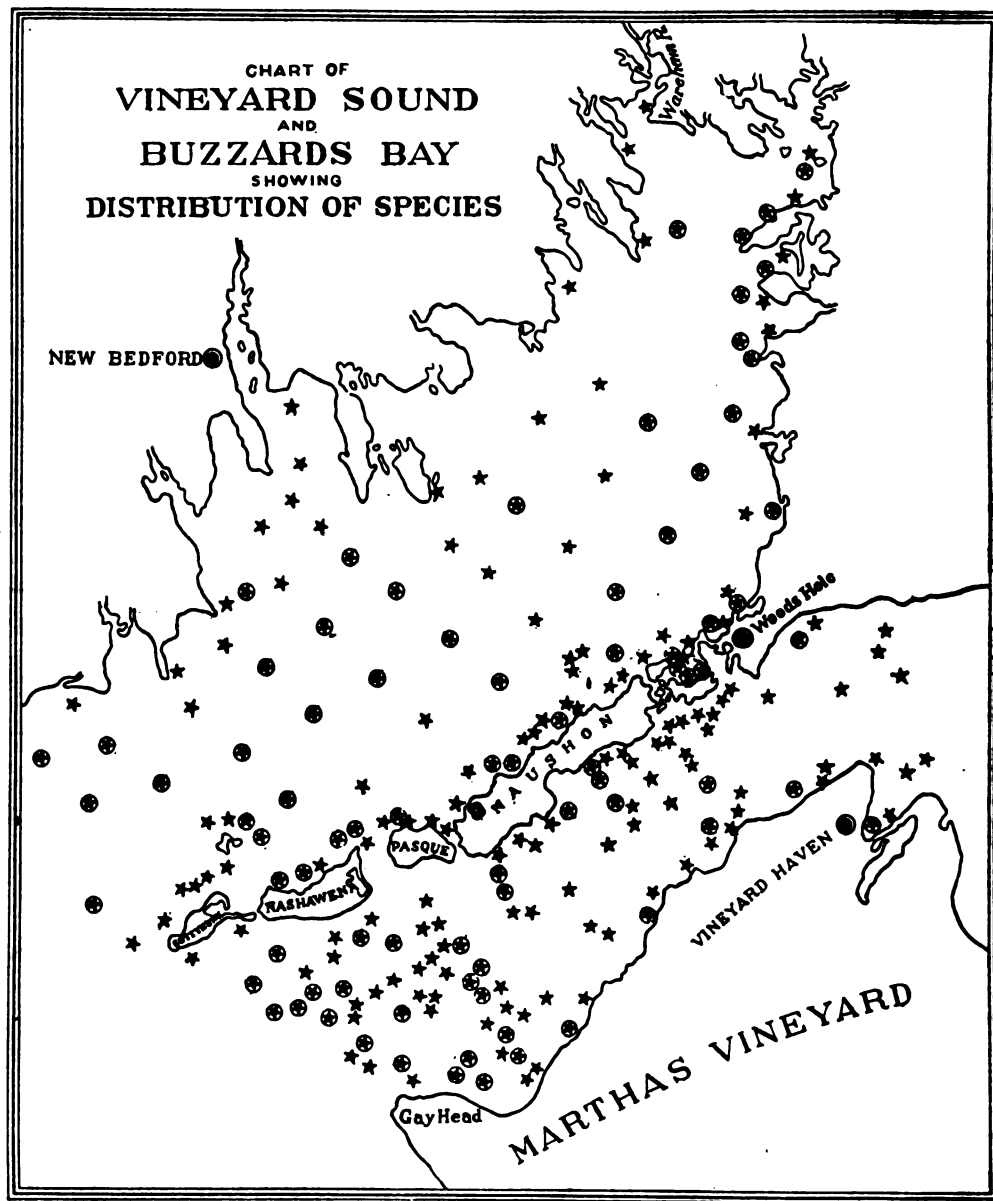 CHART OF
VINEYARD SOUND
AND
BUZZARDS BAY
SHOWING
DISTRIBUTION OF SPECIES
Wareham R.
NEW BEDFORD
Woods Hole
NAUSHON
PASQUE
NASHAWENA
VINEYARD HAVEN
MARTHAS VINEYARD
Gay Head